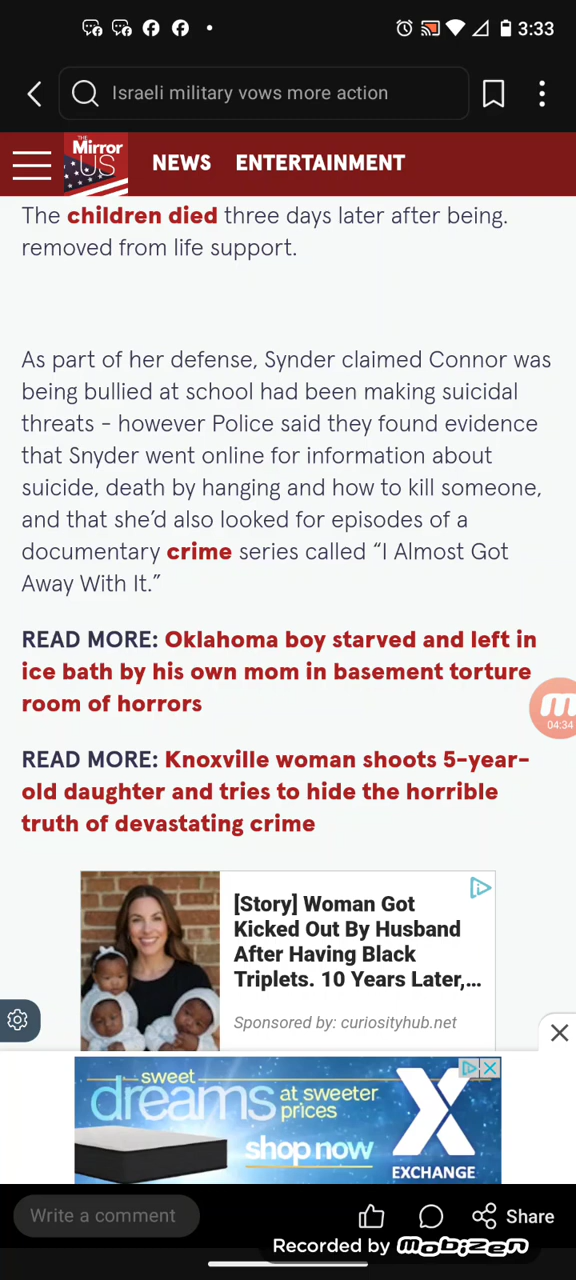 3:33
Israeli military vows more action
THE
Mirror
US
NEWS ENTERTAINMENT
The children died three days later after being.
removed from life support.
As part of her defense, Synder claimed Connor was
being bullied at school had been making suicidal
threats - however Police said they found evidence
that Snyder went online for information about
suicide, death by hanging and how to kill someone,
and that she'd also looked for episodes of a
documentary crime series called “I Almost Got
Away With It.”
READ MORE: Oklahoma boy starved and left in
ice bath by his own mom in basement torture
room of horrors
04:34
READ MORE: Knoxville woman shoots 5-year-
old daughter and tries to hide the horrible
truth of devastating crime
[Story] Woman Got
Kicked Out By Husband
After Having Black
Triplets. 10 Years Later,...
Sponsored by: curiosityhub.net
sweet
dreams at sweeter
prices
shop now
X
EXCHANGE
Write a comment
Share
Recorded by mobizen